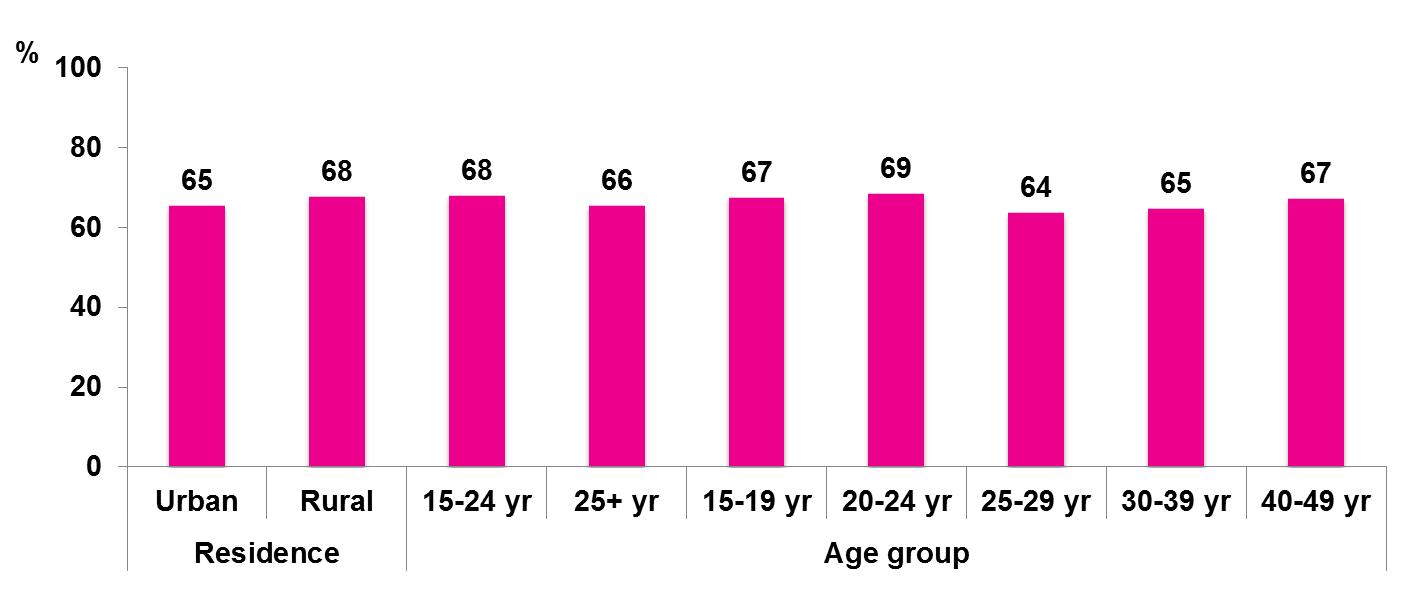 %
100
80
60
40
20
0
65
68
68
66
67
69
64
65
67
Urban
Rural
15-24 yr
25+ yr
15-19 yr
20-24 yr
25-29 yr
30-39 yr
40-49 yr
Residence
Age group